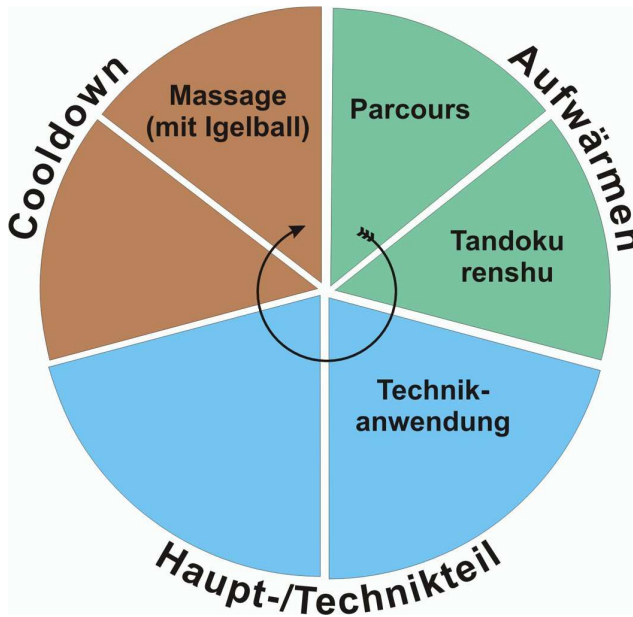 Cooldown
Massage
(mit Igelball)
Parcours
Aufwärmen
Tandoku
renshu
Technik-
anwendung
Haupt-/Technikteil